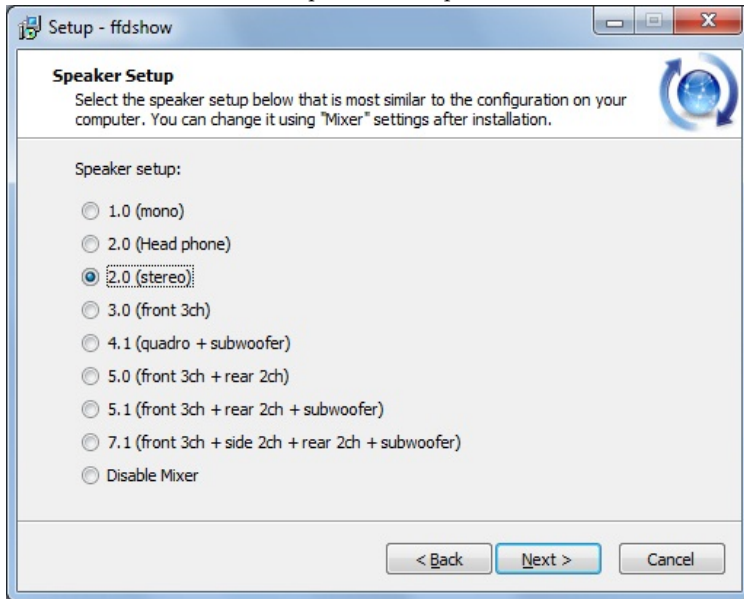 Setup - ffdshow
Speaker Setup
Select the speaker setup below that is most similar to the configuration on your
computer. You can change it using "Mixer" settings after installation.
Speaker setup:
1.0 (mono)
2.0 (Head phone)
2.0 (stereo)
3.0 (front 3ch)
4.1 (quadro + subwoofer)
5.0 (front 3ch + rear 2ch)
5.1 (front 3ch + rear 2ch + subwoofer)
7.1 (front 3ch + side 2ch + rear 2ch + subwoofer)
Disable Mixer
< Back Next > Cancel